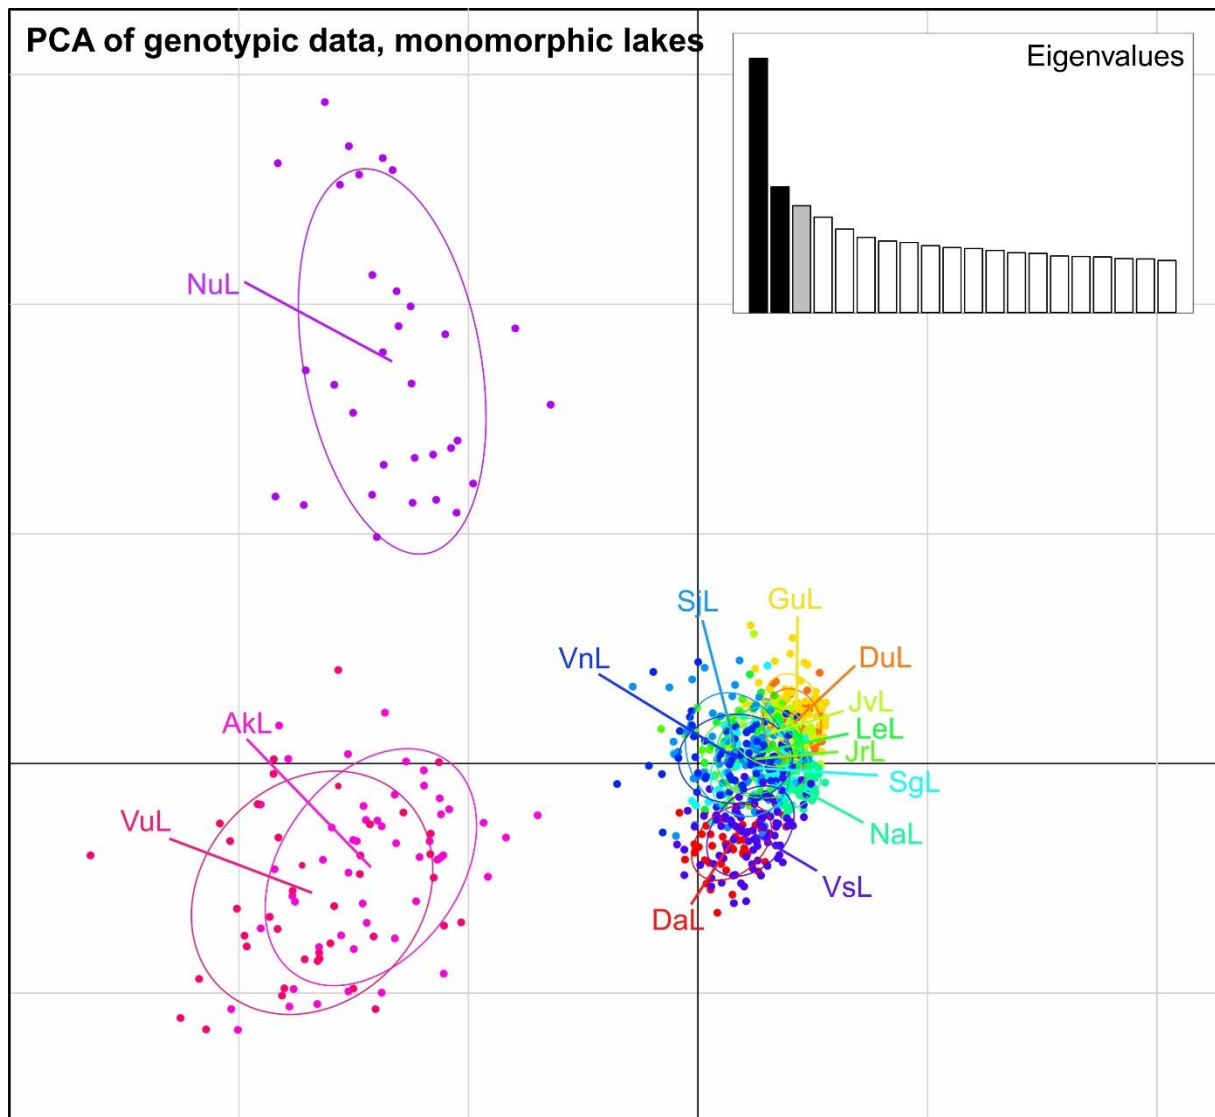 PCA of genotypic data, monomorphic lakes
Eigenvalues
NuL
SjL
GuL
VnL
DuL
JvL
LeL
JrL
AkL
SgL
VuL
NaL
VsL
DaL